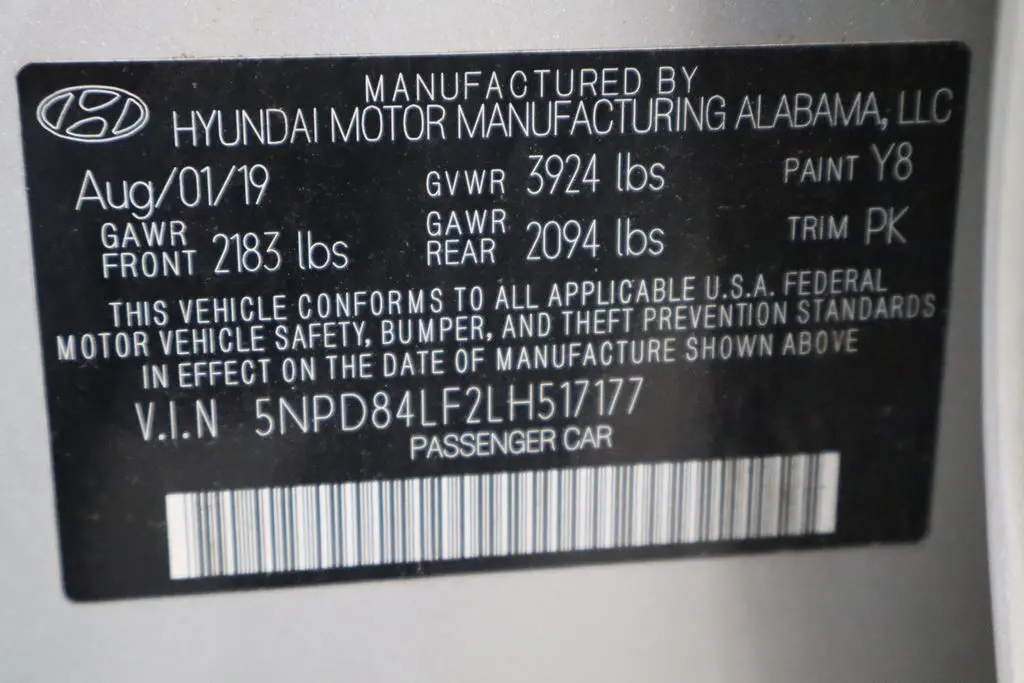 MANUFACTURED BY
HYUNDAI MOTOR MANUFACTURING ALABAMA, LLC
Aug/01/19 GVWR 3924 lbs PAINT Y8
GAWR FRONT 2183 lbs GAWR REAR 2094 lbs TRIM PK
THIS VEHICLE CONFORMS TO ALL APPLICABLE U.S.A. FEDERAL
MOTOR VEHICLE SAFETY, BUMPER, AND THEFT PREVENTION STANDARDS
IN EFFECT ON THE DATE OF MANUFACTURE SHOWN ABOVE
V.I.N 5NPD84LF2LH517177
PASSENGER CAR